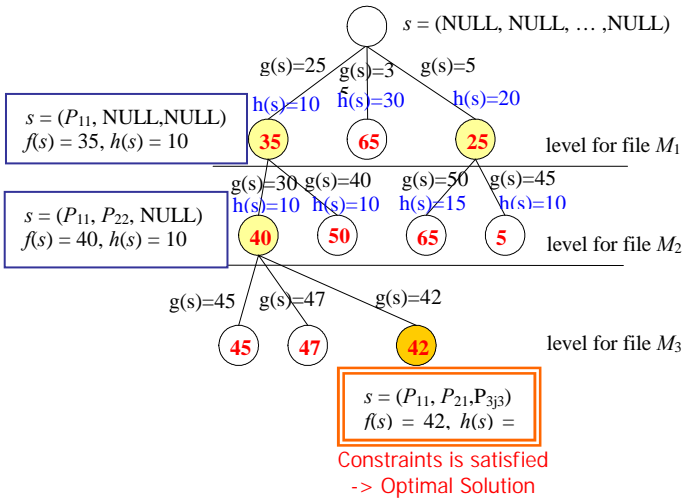 s = (NULL, NULL, … ,NULL)
g(s)=25
g(s)=3
5
g(s)=5
h(s)=10
h(s)=30
h(s)=20
s = (P11, NULL,NULL)
f(s) = 35, h(s) = 10
35
65
25
level for file M1
g(s)=30
g(s)=40
g(s)=50
g(s)=45
h(s)=10
h(s)=10
h(s)=15
h(s)=10
s = (P11, P22, NULL)
f(s) = 40, h(s) = 10
40
50
65
5
level for file M2
g(s)=45
g(s)=47
g(s)=42
45
47
42
level for file M3
s = (P11, P21,P3j3)
f(s) = 42, h(s) =
Constraints is satisfied
-> Optimal Solution